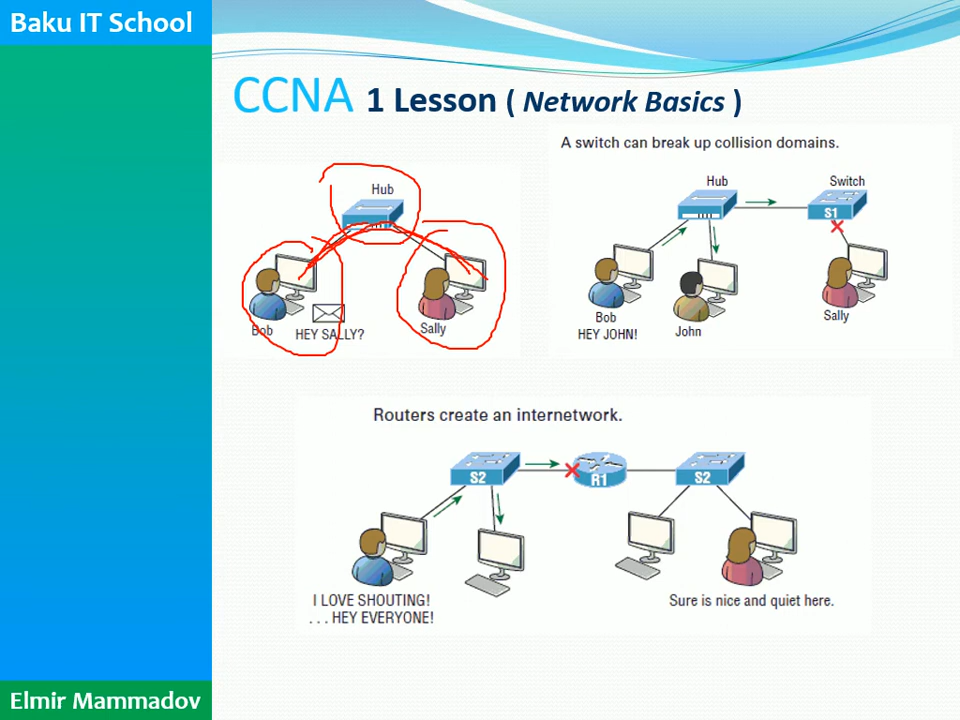 Baku IT School
CCNA 1 Lesson ( Network Basics )
Hub
Bob
HEY SALLY?
Sally
A switch can break up collision domains.
Hub
Switch
S1
Bob
HEY JOHN!
John
Sally
Routers create an internetwork.
S2
R1
S2
I LOVE SHOUTING!
. . . HEY EVERYONE!
Sure is nice and quiet here.
Elmir Mammadov